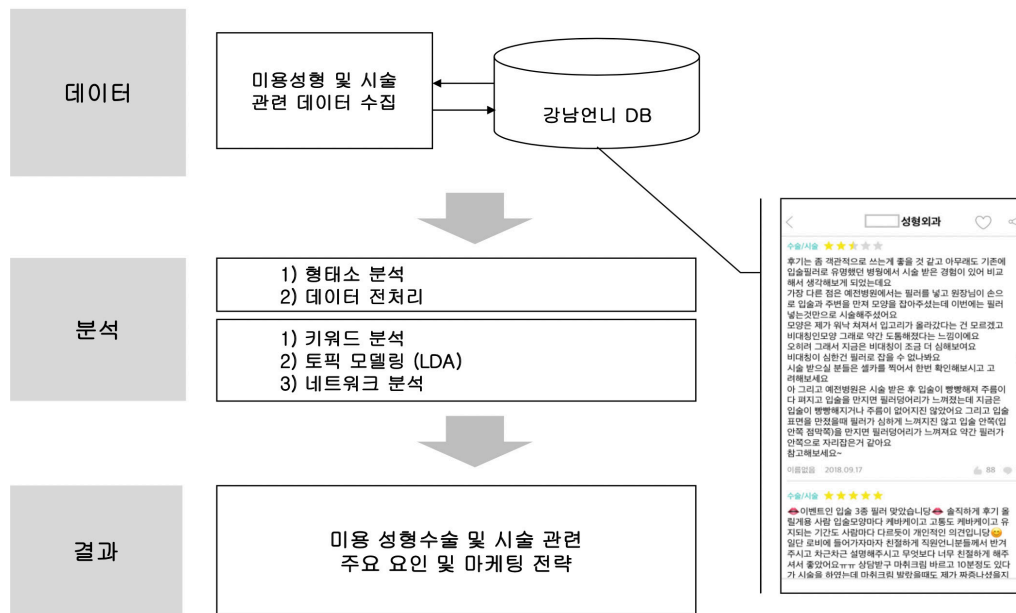 데이터
미용성형 및 시술
관련 데이터 수집
강남언니 DB
분석
1) 형태소 분석
2) 데이터 전처리
1) 키워드 분석
2) 토픽 모델링 (LDA)
3) 네트워크 분석
결과
미용 성형수술 및 시술 관련
주요 요인 및 마케팅 전략
성형외과
수술/시술
후기는 좀 객관적으로 쓰는게 좋을 것 같고 아무래도 기존에
입술필러로 유명했던 병웡에서 시술 받은 경험이 있어 비교
해서 생각해보게 되었는데요
가장 다른 점은 예전병원에서는 필러를 넣고 원장님이 손으
로 입술과 주변을 만져 모양을 잡아주셨는데 이번에는 필러
넣는것만으로 시술해주셨어요
모양은 제가 워낙 쳐져서 입고리가 올라갔다는 건 모르겠고
비대칭인모양 그래로 약간 도톰해졌다는 느낌이에요
오히려 그래서 지금은 비대칭이 조금 더 심해보여요
비대칭이 심한건 필러로 잡을 수 없나봐요
시술 받으실 분들은 셀카를 찍어서 한번 확인해보시고 고
려해보세요
아 그리고 예전병원은 시술 받은 후 입술이 빵빵해져 주름이
다 펴지고 입술을 만지면 필러덩어리가 느껴졌는데 지금은
입술이 빵빵해지거나 주름이 없어지진 않았어요 그리고 입술
표면을 만졌을때 필러가 심하게 느껴지진 않고 입술 안쪽(입
안쪽 점막쪽)을 만지면 필러덩어리가 느껴져요 약간 필러가
안쪽으로 자리잡은거 같아요
참고해보세요~
이름없음 2018.09.17 88
수술/시술
이벤트인 입술 3종 필러 맞았습니당 솔직하게 후기 올
릴게용 사람 입술모양마다 케바케이고 고통도 케바케이고 유
지되는 기간도 사람마다 다르듯이 개인적인 의견입니당
일단 로비에 들어가자마자 친절하게 직원언니분들께서 반겨
주시고 차근차근 설명해주시고 무엇보다 너무 친절하게 해주
셔서 좋았어요ㅠㅠ 상담받구 마취크림 바르고 10분정도 있다
가 시술을 하였는데 마취크림 발랐을때도 제가 짜증나셨을지